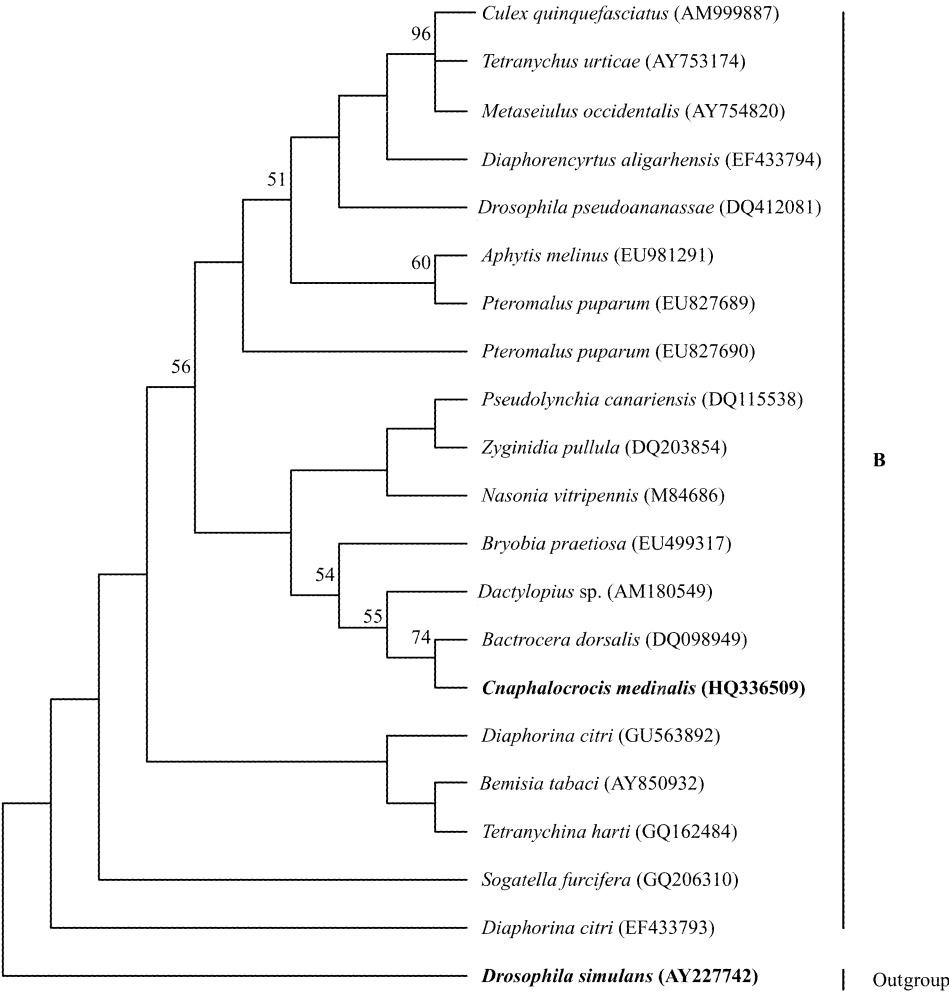 Culex quinquefasciatus (AM999887)
96
Tetranychus urticae (AY753174)
Metaseiulus occidentalis (AY754820)
Diaphorencyrtus aligarhensis (EF433794)
51
Drosophila pseudoananassae (DQ412081)
Aphytis melinus (EU981291)
60
Pteromalus puparum (EU827689)
Pteromalus puparum (EU827690)
56
Pseudolynchia canariensis (DQ115538)
Zyginidia pullula (DQ203854)
B
Nasonia vitripennis (M84686)
Bryobia praetiosa (EU499317)
54
Dactylopius sp. (AM180549)
55
Bactrocera dorsalis (DQ098949)
74
Cnaphalocrocis medinalis (HQ336509)
Diaphorina citri (GU563892)
Bemisia tabaci (AY850932)
Tetranychina harti (GQ162484)
Sogatella furcifera (GQ206310)
Diaphorina citri (EF433793)
Drosophila simulans (AY227742)
Outgroup